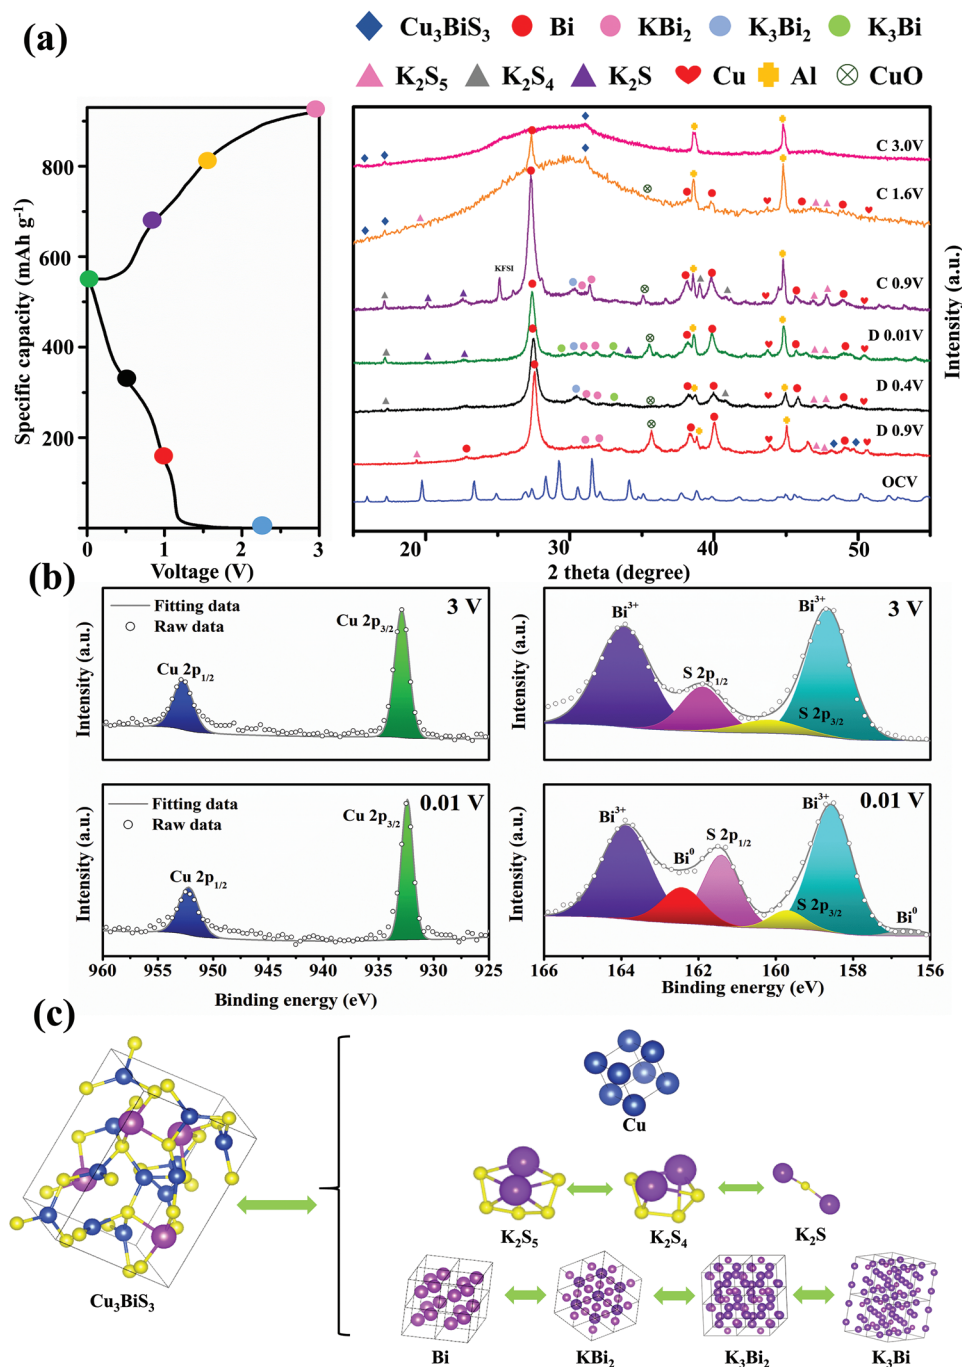 (a)
Cu₃BiS₃ Bi KBi₂ K₃Bi₂ K₃Bi
K₂S₅ K₂S₄ K₂S Cu Al CuO
Specific capacity (mAh g⁻¹)
800
600
400
200
0
0 1 2 3
Voltage (V)
C 3.0V
C 1.6V
KFSI
C 0.9V
D 0.01V
D 0.4V
D 0.9V
OCV
Intensity (a.u.)
20 30 40 50
2 theta (degree)
(b)
Fitting data
Raw data
3 V
Cu 2p₃/₂
Cu 2p₁/₂
Intensity (a.u.)
3 V
Bi³⁺
Bi³⁺
S 2p₁/₂
S 2p₃/₂
Intensity (a.u.)
Fitting data
Raw data
0.01 V
Cu 2p₃/₂
Cu 2p₁/₂
Intensity (a.u.)
960 955 950 945 940 935 930 925
Binding energy (eV)
0.01 V
Bi³⁺
Bi³⁺
S 2p₁/₂
Bi⁰
S 2p₃/₂
Bi⁰
Intensity (a.u.)
166 164 162 160 158 156
Binding energy (eV)
(c)
Cu₃BiS₃
Cu
K₂S₅ K₂S₄ K₂S
Bi KBi₂ K₃Bi₂ K₃Bi